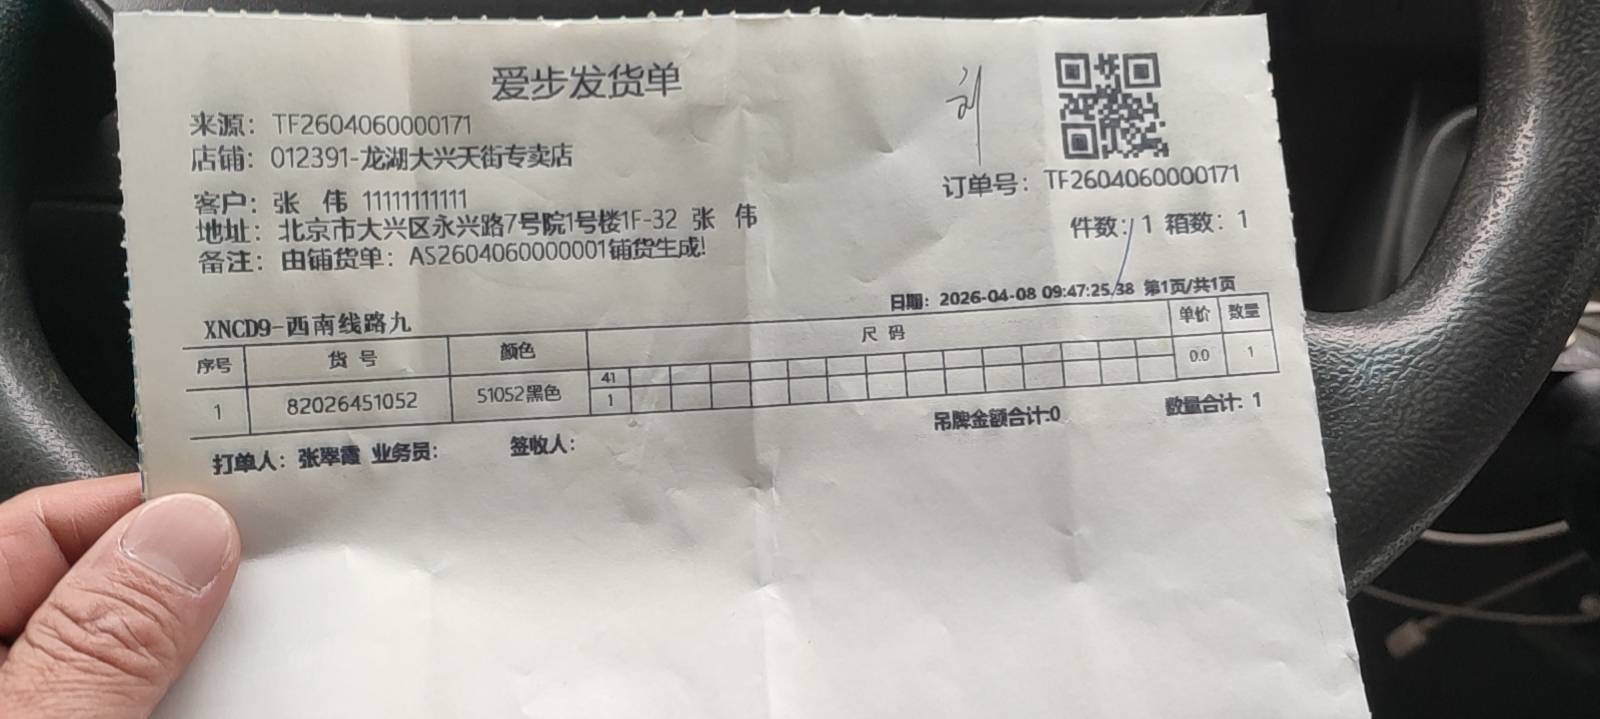 爱步发货单
来源：TF2604060000171
店铺：012391-龙湖大兴天街专卖店
客户：张 伟 11111111111
地址：北京市大兴区永兴路7号院1号楼1F-32 张 伟
备注：由铺货单：AS2604060000001铺货生成!
刘
订单号：TF2604060000171
件数：1 箱数：1
XNCD9-西南线路九
日期：2026-04-08 09:47:25.38 第1页/共1页
序号 货 号 颜色 尺 码 单价 数量
41
1 82026451052 51052黑色 1 0.0 1
吊牌金额合计:0 数量合计：1
打单人：张翠霞 业务员： 签收人：